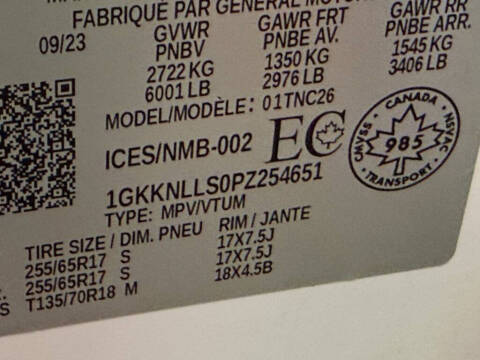 FABRIQUÉ PAR GENERAL MOTORS
09/23 GVWR GAWR FRT GAWR RR
PNBV PNBE AV. PNBE ARR.
2722 KG 1350 KG 1545 KG
6001 LB 2976 LB 3406 LB
MODEL/MODÈLE: 01TNC26
ICES/NMB-002 EC
CANADA
CMVSS 985 NSVAC
TRANSPORT
1GKKNLLS0PZ254651
TYPE: MPV/VTUM
TIRE SIZE / DIM. PNEU RIM / JANTE
255/65R17 S 17X7.5J
255/65R17 S 17X7.5J
T135/70R18 M 18X4.5B